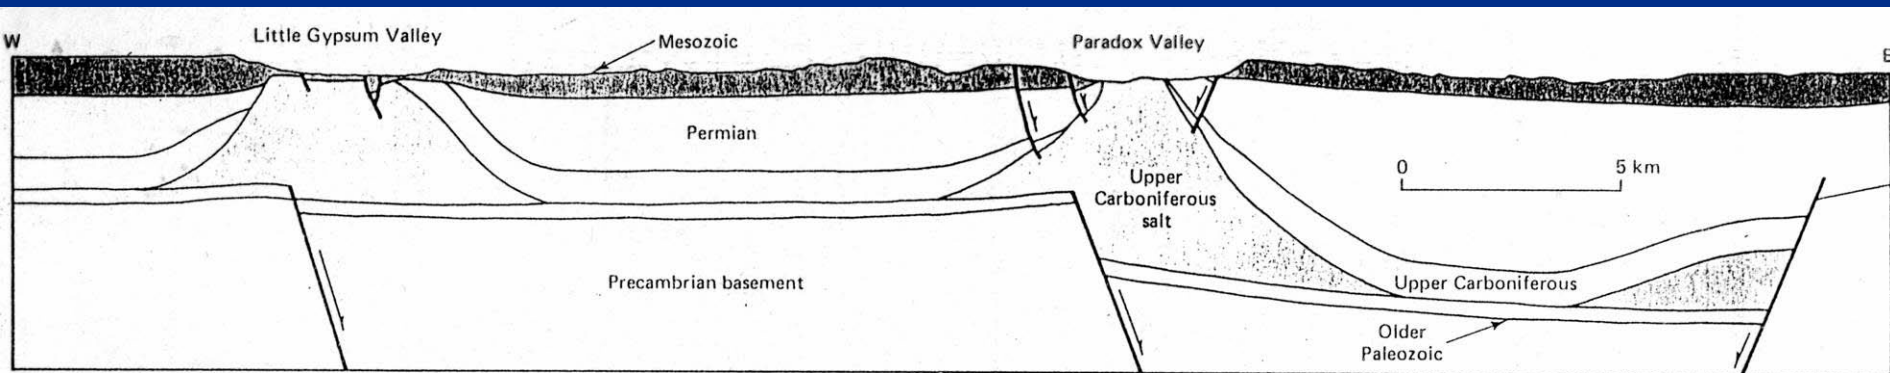 W
Little Gypsum Valley
Mesozoic
Paradox Valley
E
Permian
0 5 km
Upper
Carboniferous
salt
Precambrian basement
Upper Carboniferous
Older
Paleozoic